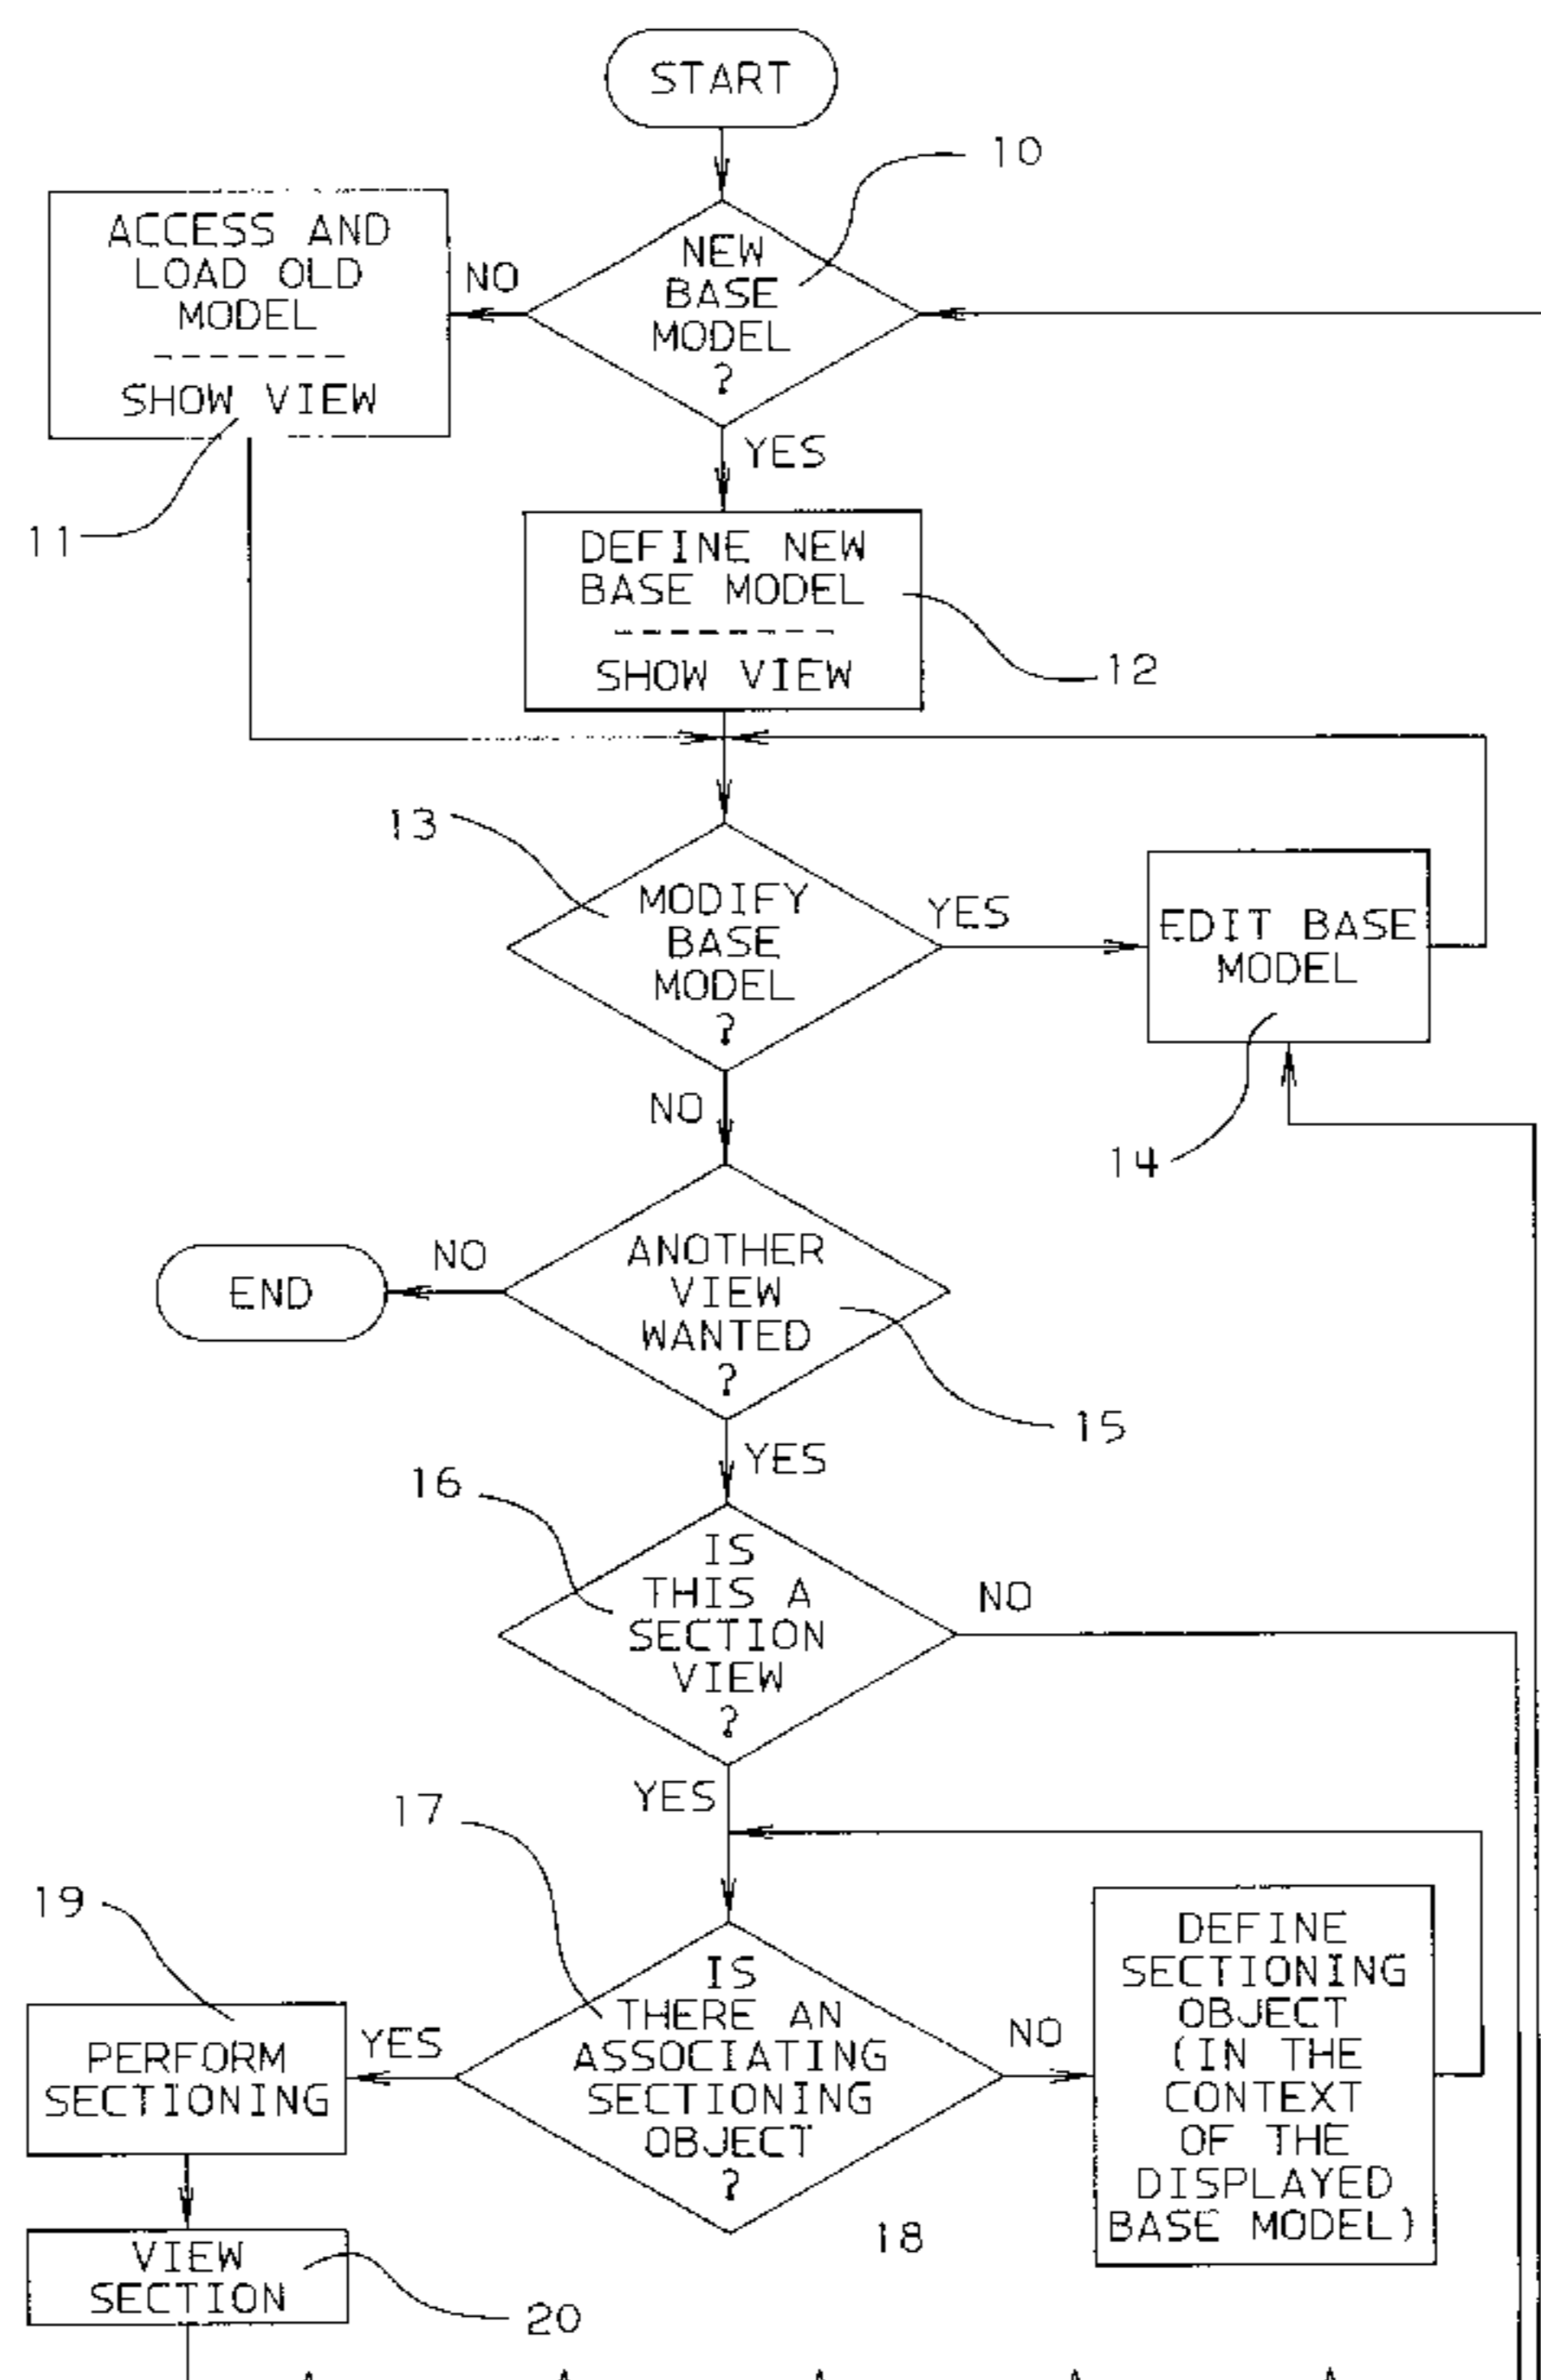 START
10
NEW
BASE
MODEL
?
NO
YES
ACCESS AND
LOAD OLD
MODEL
SHOW VIEW
11
DEFINE NEW
BASE MODEL
SHOW VIEW
12
13
MODIFY
BASE
MODEL
?
YES
NO
EDIT BASE
MODEL
14
ANOTHER
VIEW
WANTED
?
NO
END
15
YES
16
IS
THIS A
SECTION
VIEW
?
NO
YES
17
IS
THERE AN
ASSOCIATING
SECTIONING
OBJECT
?
NO
YES
DEFINE
SECTIONING
OBJECT
(IN THE
CONTEXT
OF THE
DISPLAYED
BASE MODEL)
18
19
PERFORM
SECTIONING
VIEW
SECTION
20